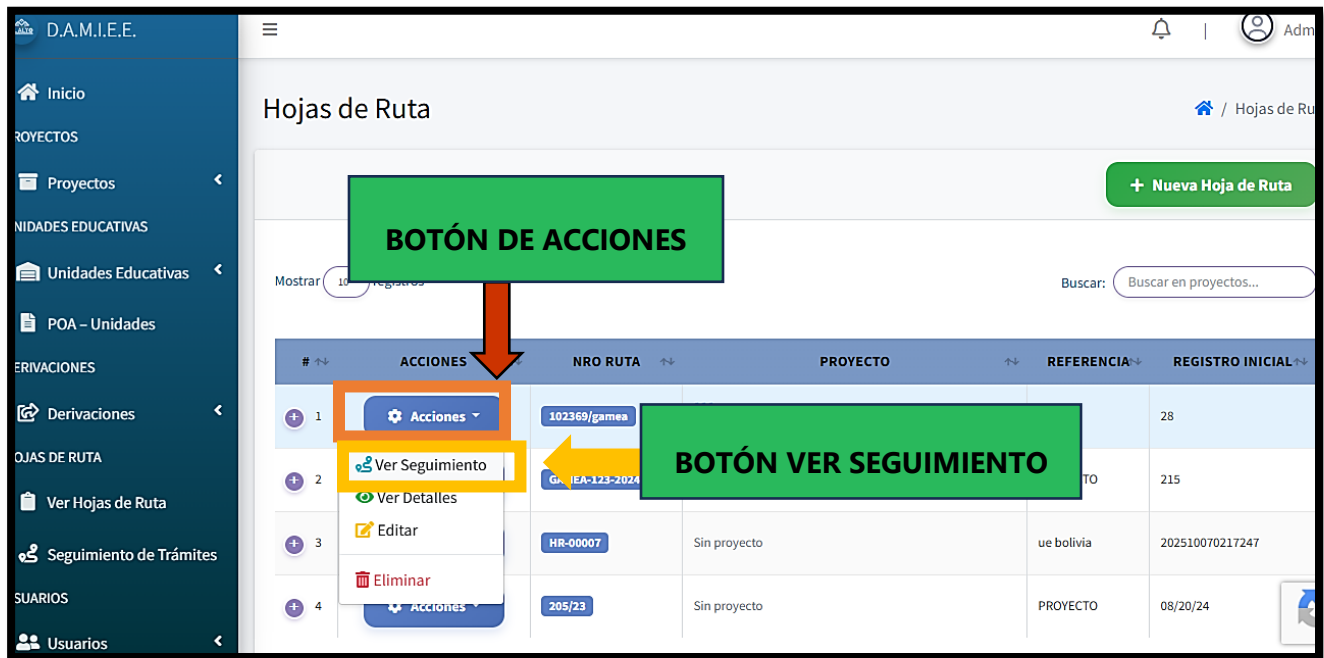 D.A.M.I.E.E.
Adm
Inicio
Hojas de Ruta
/ Hojas de Ru
ROYECTOS
Proyectos
+ Nueva Hoja de Ruta
NIDADES EDUCATIVAS
BOTÓN DE ACCIONES
Unidades Educativas
Mostrar 10 registros
Buscar: Buscar en proyectos...
POA – Unidades
# ACCIONES NRO RUTA PROYECTO REFERENCIA REGISTRO INICIAL
ERIVACIONES
Derivaciones
1 Acciones 102369/gamea 28
OJAS DE RUTA
Ver Seguimiento
BOTÓN VER SEGUIMIENTO
2 215
Ver Detalles
Ver Hojas de Ruta
Editar
3 HR-00007 Sin proyecto ue bolivia 202510070217247
Seguimiento de Trámites
Eliminar
SUARIOS
4 Acciones 205/23 Sin proyecto PROYECTO 08/20/24
Usuarios